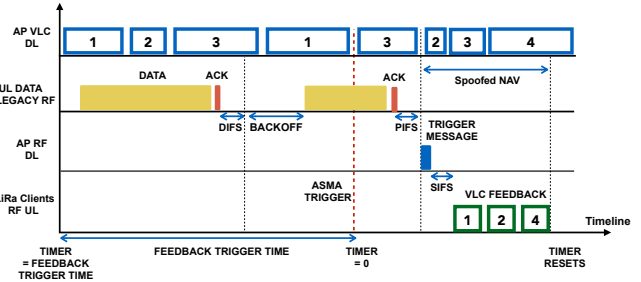 AP VLC
DL
1
2
3
1
3
2
3
4
UL DATA
LEGACY RF
DATA
ACK
ACK
Spoofed NAV
DIFS
BACKOFF
PIFS
AP RF
DL
TRIGGER
MESSAGE
SIFS
ASMA
TRIGGER
LiRa Clients
RF UL
VLC FEEDBACK
1
2
4
Timeline
TIMER
= FEEDBACK
TRIGGER TIME
FEEDBACK TRIGGER TIME
TIMER
= 0
TIMER
RESETS